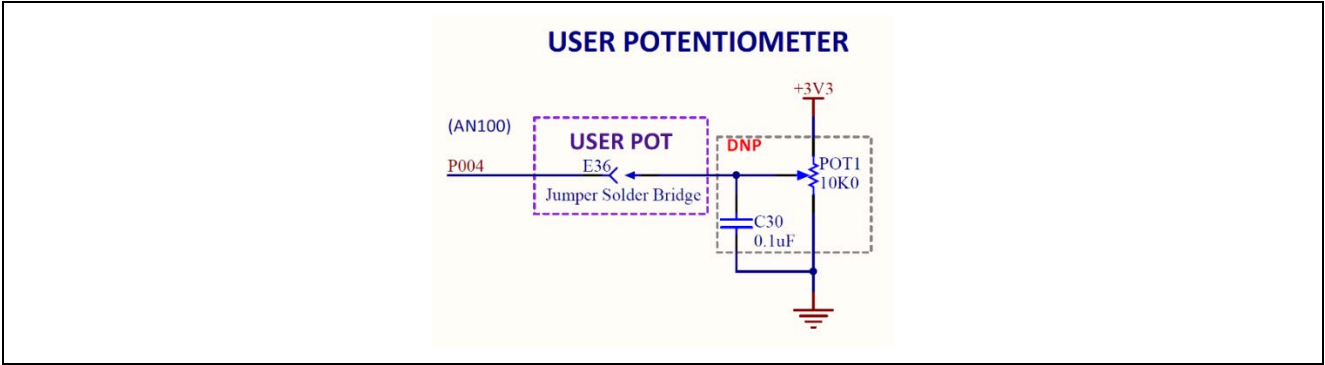 USER POTENTIOMETER
+3V3
(AN100)
USER POT
DNP
P004
E36
POT1
10K0
Jumper Solder Bridge
C30
0.1uF